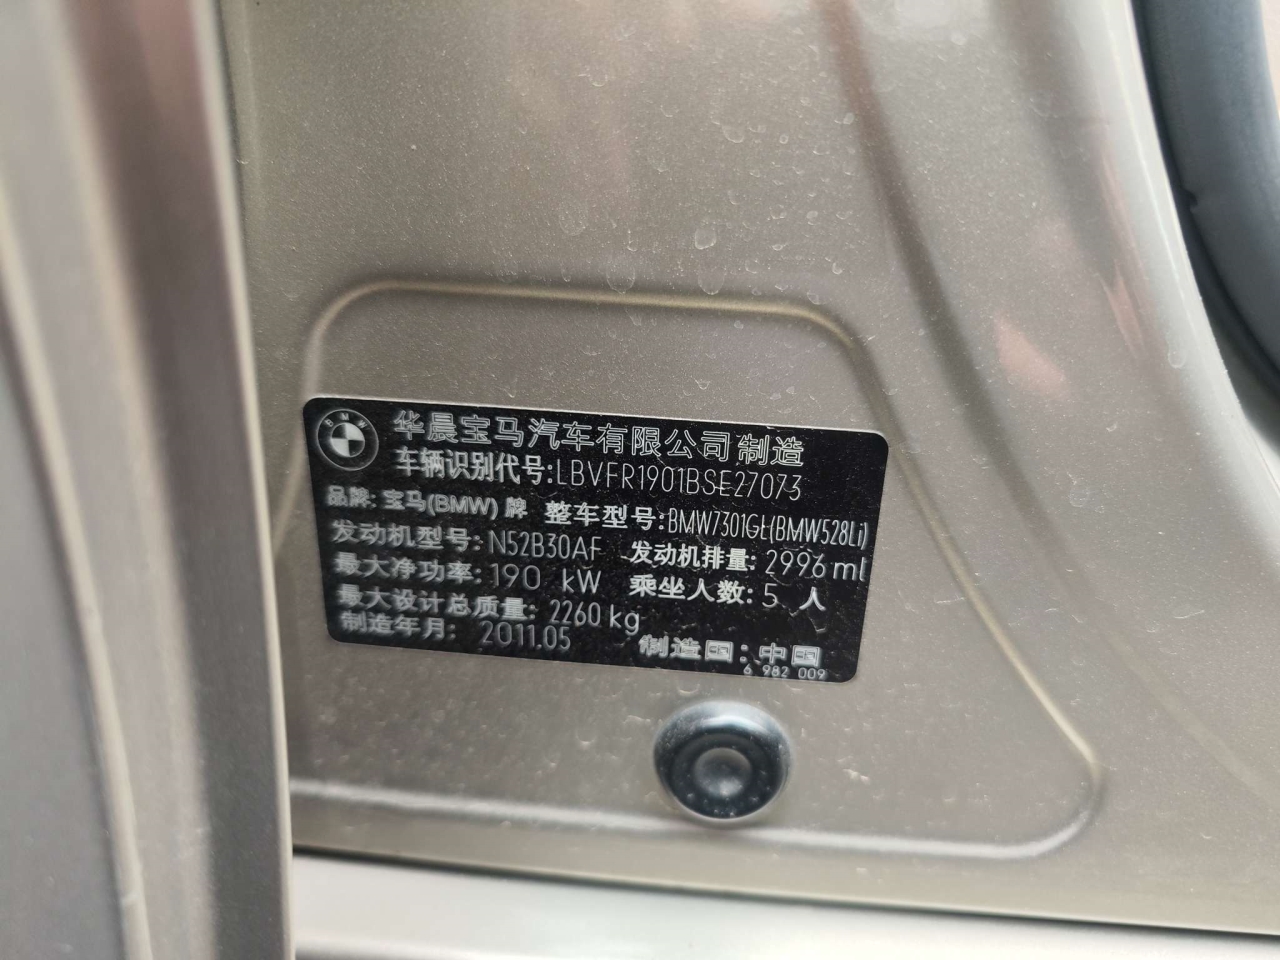 BMW
华晨宝马汽车有限公司制造
车辆识别代号:LBVFR1901BSE27073
品牌: 宝马(BMW) 牌 整车型号:BMW7301GL(BMW528Li)
发动机型号: N52B30AF 发动机排量: 2996 ml
最大净功率: 190 kW 乘坐人数: 5 人
最大设计总质量: 2260 kg
制造年月: 2011.05 制造国: 中国
6 982 009